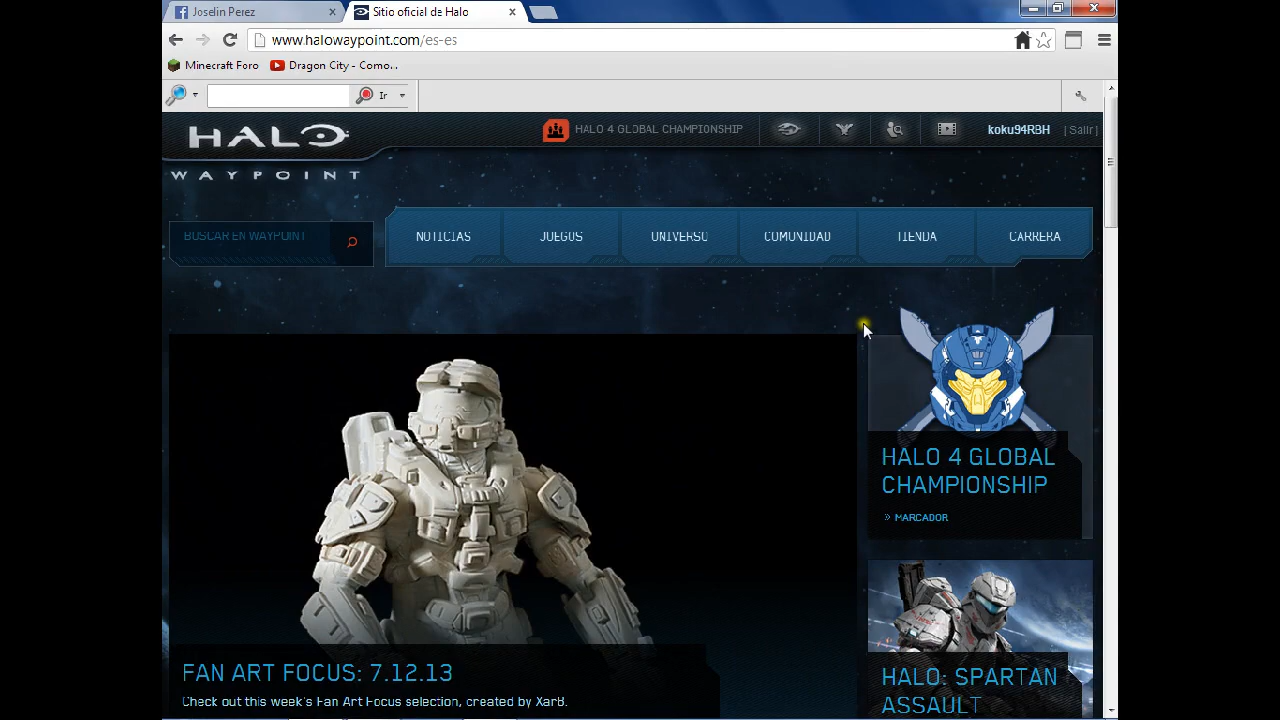 Joselin Perez
Sitio oficial de Halo
www.halowaypoint.com/es-es
Minecraft Foro
Dragon City - Como...
Ir
HALO
WAYPOINT
HALO 4 GLOBAL CHAMPIONSHIP
koku94RBH
[ Salir ]
BUSCAR EN WAYPOINT
NOTICIAS
JUEGOS
UNIVERSO
COMUNIDAD
TIENDA
CARRERA
HALO 4 GLOBAL
CHAMPIONSHIP
» MARCADOR
FAN ART FOCUS: 7.12.13
Check out this week's Fan Art Focus selection, created by Xar8.
HALO: SPARTAN
ASSAULT